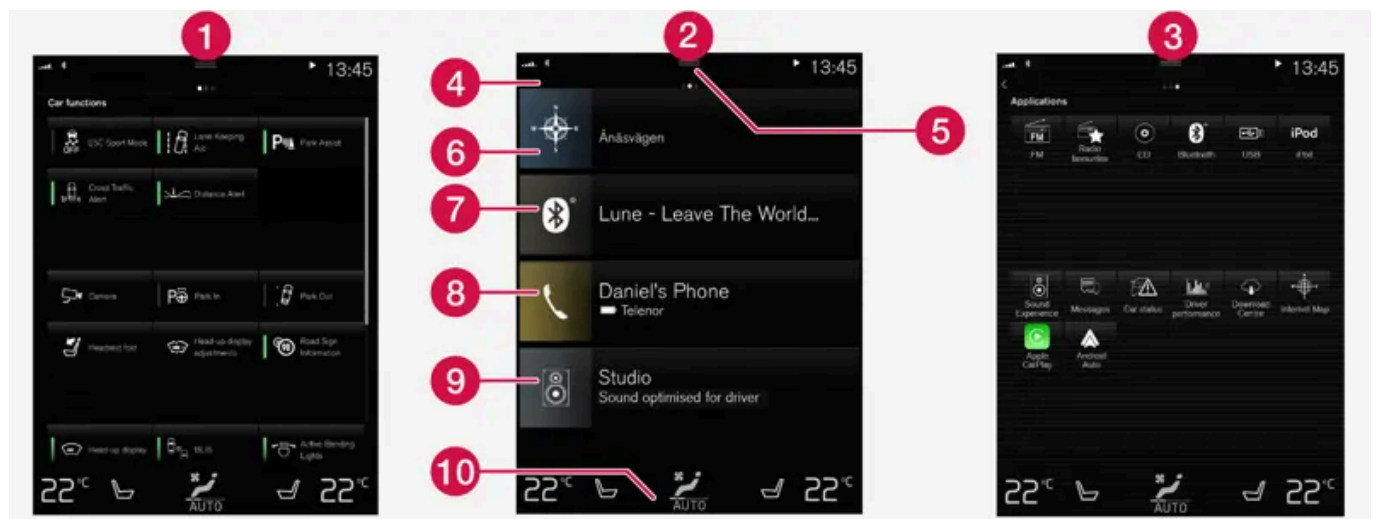 1
2
3
13:45
Car functions
OFF
ESC Sport Mode
Lane Keeping
Aid
P
Park Assist
Cross Traffic
Alert
Distance Alert
Camera
P
Park In
Park Out
Headrest fold
Head-up-display
adjustments
90
Road Sign
Information
Head-up display
BLIS
Active Bending
Lights
22°C
AUTO
22°C
4
5
6
7
8
9
10
13:45
N
W
E
S
Änäsvägen
Lune - Leave The World...
Daniel's Phone
Telenor
Studio
Sound optimised for driver
22°C
AUTO
22°C
13:45
Applications
FM
FM
Radio
favourites
CD
Bluetooth
USB
iPod
iPod
Sound
Experience
Messages
Car status
Driver
performance
Download
Centre
Internet Map
Apple
CarPlay
Android
Auto
22°C
AUTO
22°C